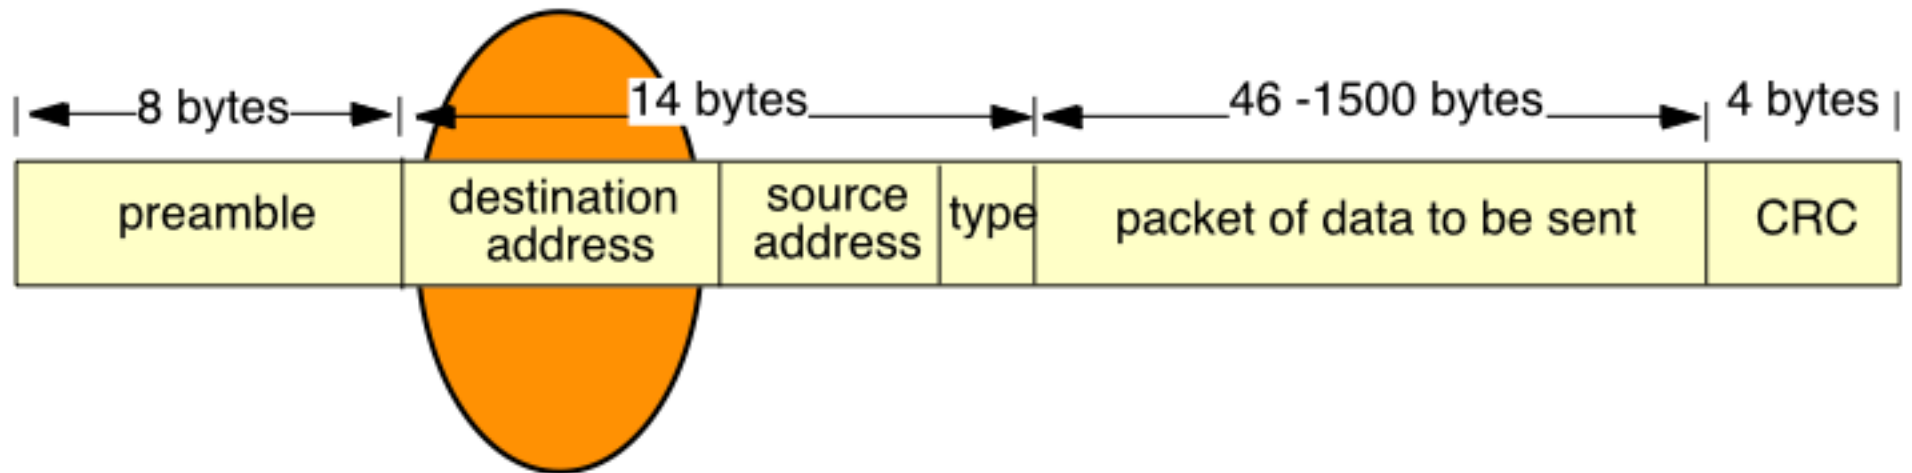 8 bytes 14 bytes 46 -1500 bytes 4 bytes
preamble
destination
address
source
address
type
packet of data to be sent
CRC